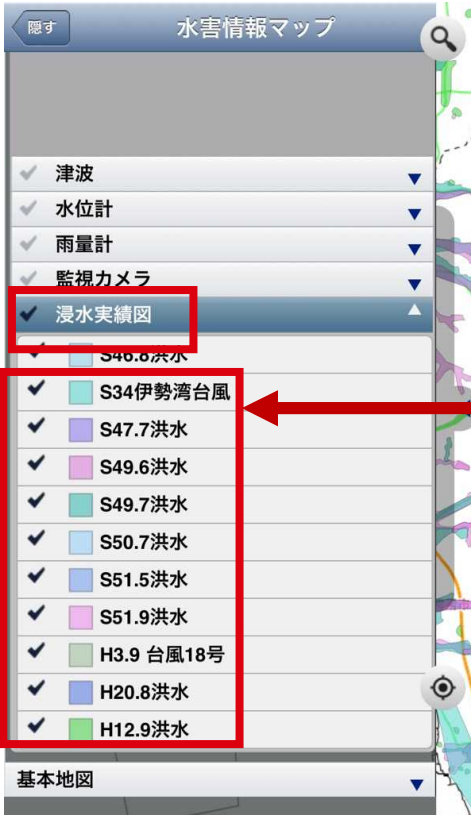 隠す
水害情報マップ
津波
水位計
雨量計
監視カメラ
浸水実績図
S46.8洪水
S34伊勢湾台風
S47.7洪水
S49.6洪水
S49.7洪水
S50.7洪水
S51.5洪水
S51.9洪水
H3.9 台風18号
H20.8洪水
H12.9洪水
基本地図